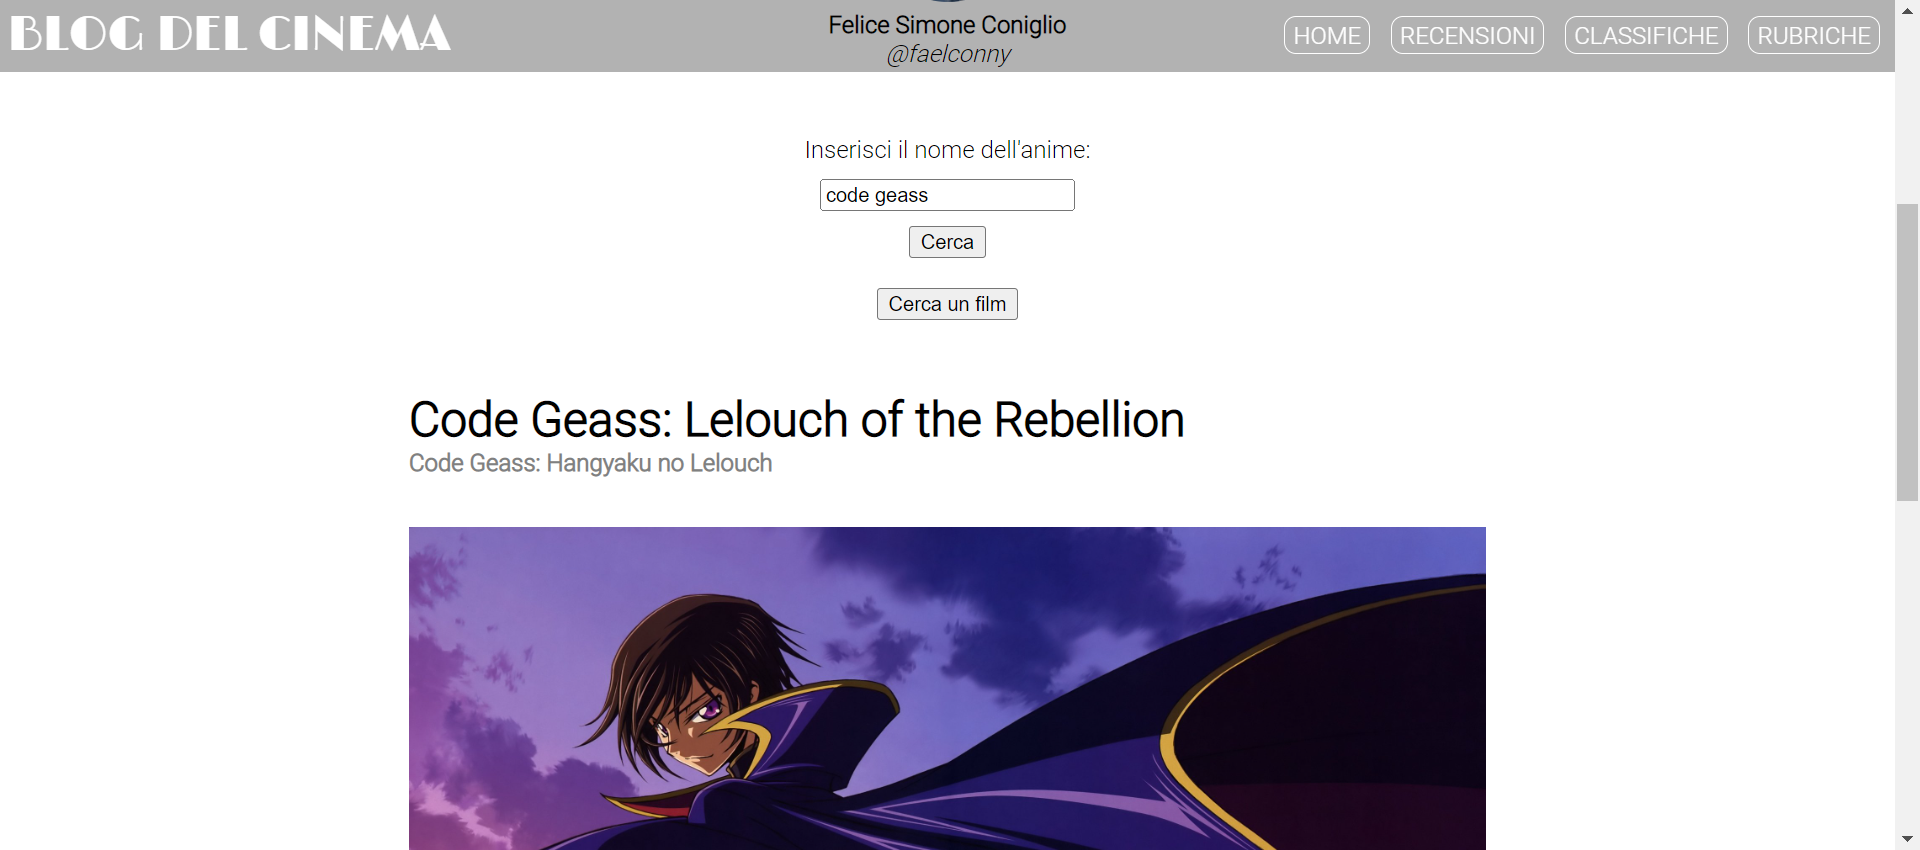 BLOG DEL CINEMA
Felice Simone Coniglio
@faelconny
HOME RECENSIONI CLASSIFICHE RUBRICHE
Inserisci il nome dell'anime:
code geass
Cerca
Cerca un film
Code Geass: Lelouch of the Rebellion
Code Geass: Hangyaku no Lelouch